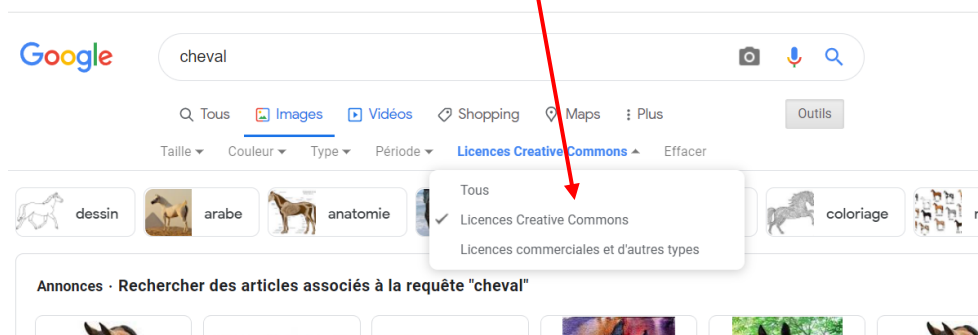 Google
cheval
Tous Images Vidéos Shopping Maps Plus Outils
Taille Couleur Type Période Licences Creative Commons Effacer
Tous
Licences Creative Commons
Licences commerciales et d'autres types
dessin arabe anatomie coloriage
Annonces · Rechercher des articles associés à la requête "cheval"